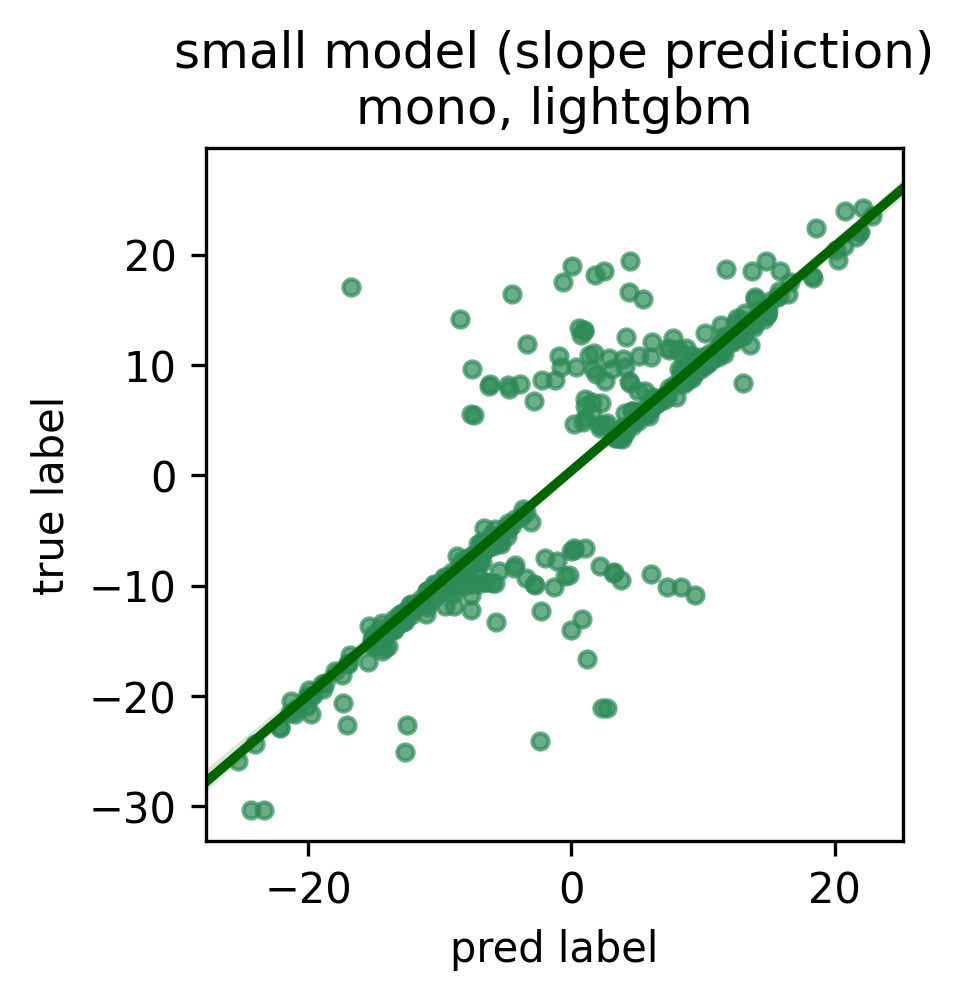 small model (slope prediction)
mono, lightgbm
20
10
0
−10
−20
−30
true label
−20
0
20
pred label